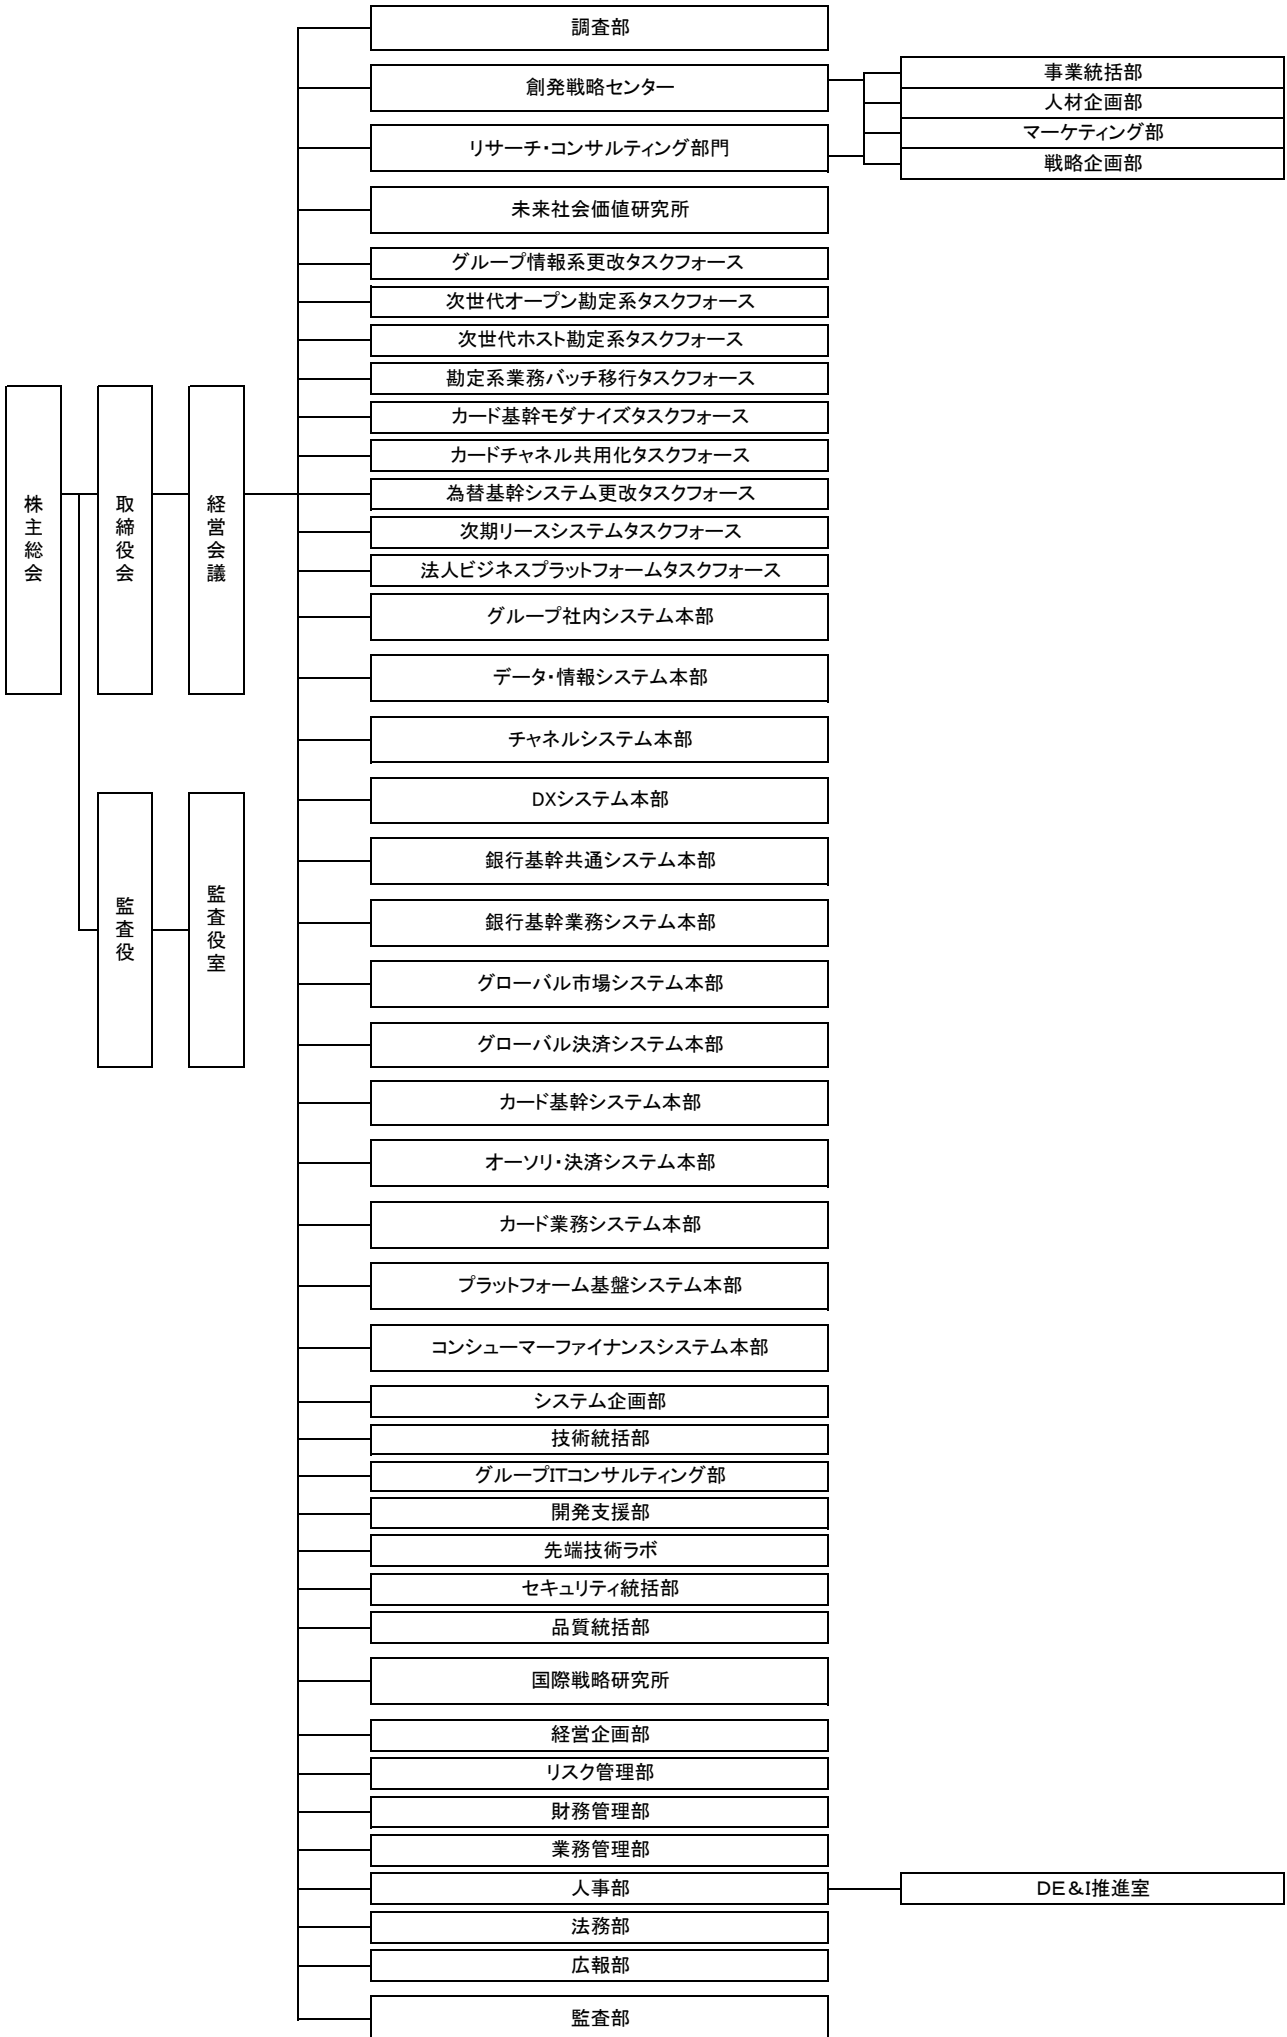 株主総会
取締役会
経営会議
監査役
監査役室
調査部
創発戦略センター
リサーチ・コンサルティング部門
事業統括部
人材企画部
マーケティング部
戦略企画部
未来社会価値研究所
グループ情報系更改タスクフォース
次世代オープン勘定系タスクフォース
次世代ホスト勘定系タスクフォース
勘定系業務バッチ移行タスクフォース
カード基幹モダナイズタスクフォース
カードチャネル共用化タスクフォース
為替基幹システム更改タスクフォース
次期リースシステムタスクフォース
法人ビジネスプラットフォームタスクフォース
グループ社内システム本部
データ・情報システム本部
チャネルシステム本部
DXシステム本部
銀行基幹共通システム本部
銀行基幹業務システム本部
グローバル市場システム本部
グローバル決済システム本部
カード基幹システム本部
オーソリ・決済システム本部
カード業務システム本部
プラットフォーム基盤システム本部
コンシューマーファイナンスシステム本部
システム企画部
技術統括部
グループITコンサルティング部
開発支援部
先端技術ラボ
セキュリティ統括部
品質統括部
国際戦略研究所
経営企画部
リスク管理部
財務管理部
業務管理部
人事部
DE&I推進室
法務部
広報部
監査部